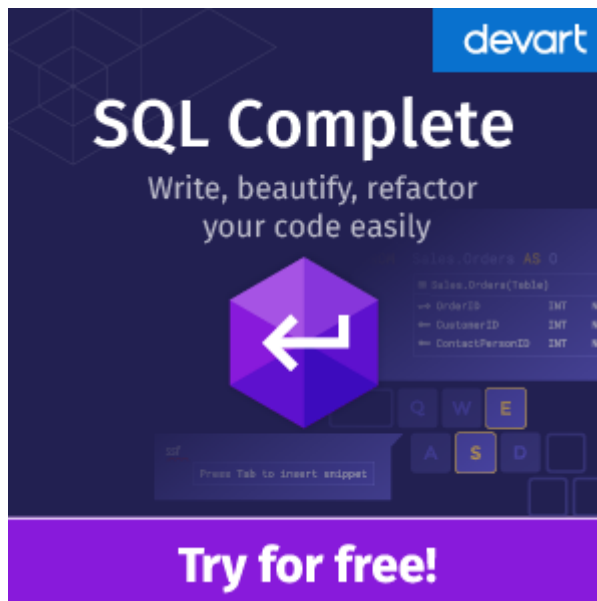 devart
SQL Complete
Write, beautify, refactor
your code easily
Sales.Orders AS O
Sales.Orders(Table)
OrderID INT N
CustomerID INT N
ContactPersonID INT N
Q W E
A S D
Press Tab to insert snippet
Try for free!